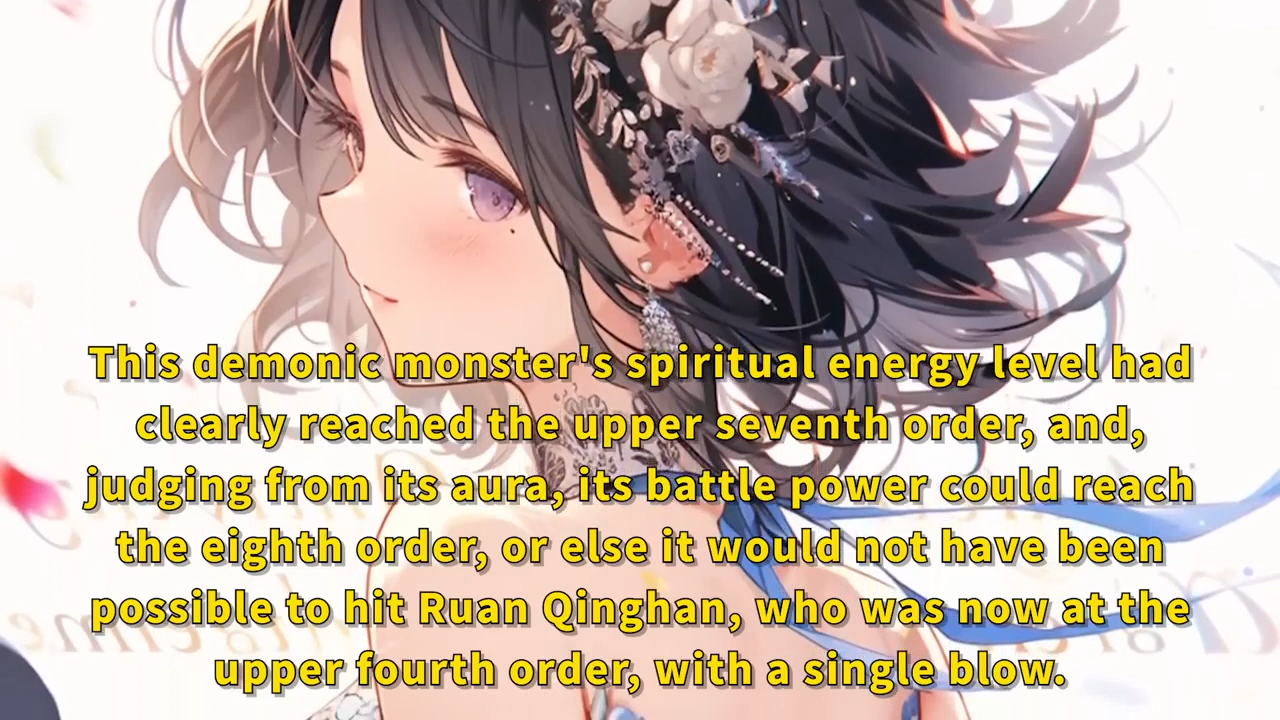 This demonic monster's spiritual energy level had
clearly reached the upper seventh order, and,
judging from its aura, its battle power could reach
the eighth order, or else it would not have been
possible to hit Ruan Qinghan, who was now at the
upper fourth order, with a single blow.